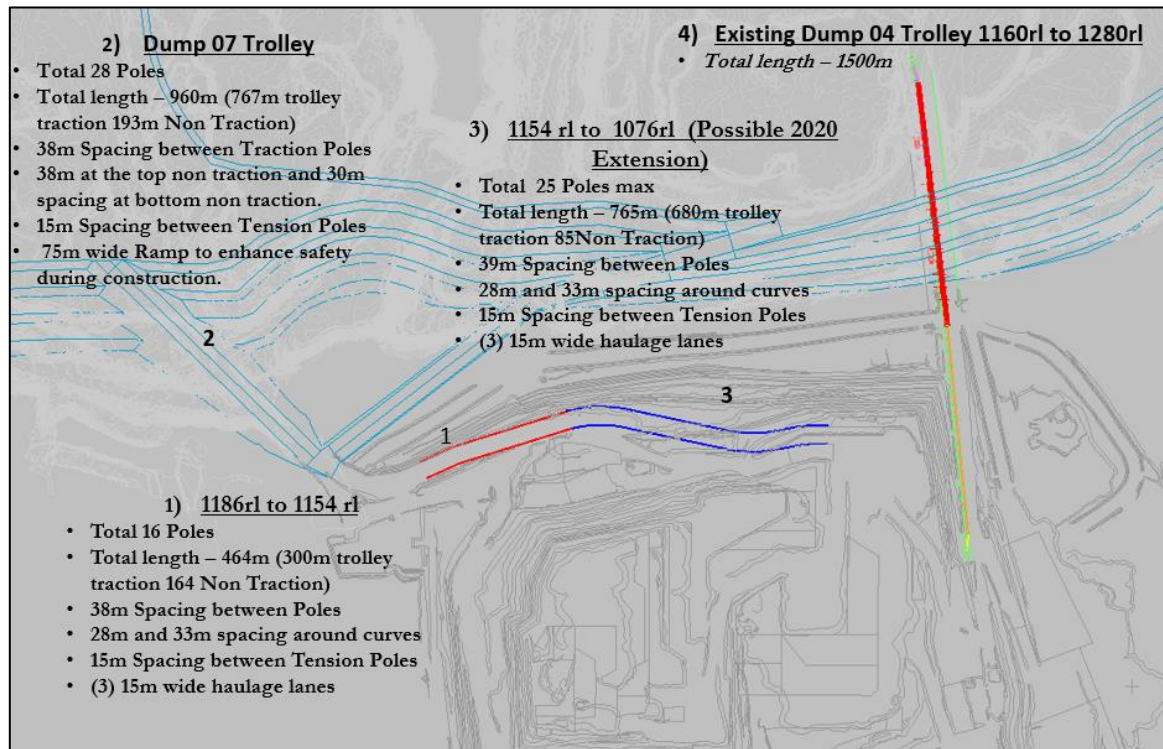 2) Dump 07 Trolley
• Total 28 Poles
• Total length – 960m (767m trolley
traction 193m Non Traction)
• 38m Spacing between Traction Poles
• 38m at the top non traction and 30m
spacing at bottom non traction.
• 15m Spacing between Tension Poles
• 75m wide Ramp to enhance safety
during construction.
4) Existing Dump 04 Trolley 1160rl to 1280rl
• Total length – 1500m
3) 1154 rl to 1076rl (Possible 2020
Extension)
• Total 25 Poles max
• Total length – 765m (680m trolley
traction 85Non Traction)
• 39m Spacing between Poles
• 28m and 33m spacing around curves
• 15m Spacing between Tension Poles
• (3) 15m wide haulage lanes
2
3
1
1) 1186rl to 1154 rl
• Total 16 Poles
• Total length – 464m (300m trolley
traction 164 Non Traction)
• 38m Spacing between Poles
• 28m and 33m spacing around curves
• 15m Spacing between Tension Poles
• (3) 15m wide haulage lanes